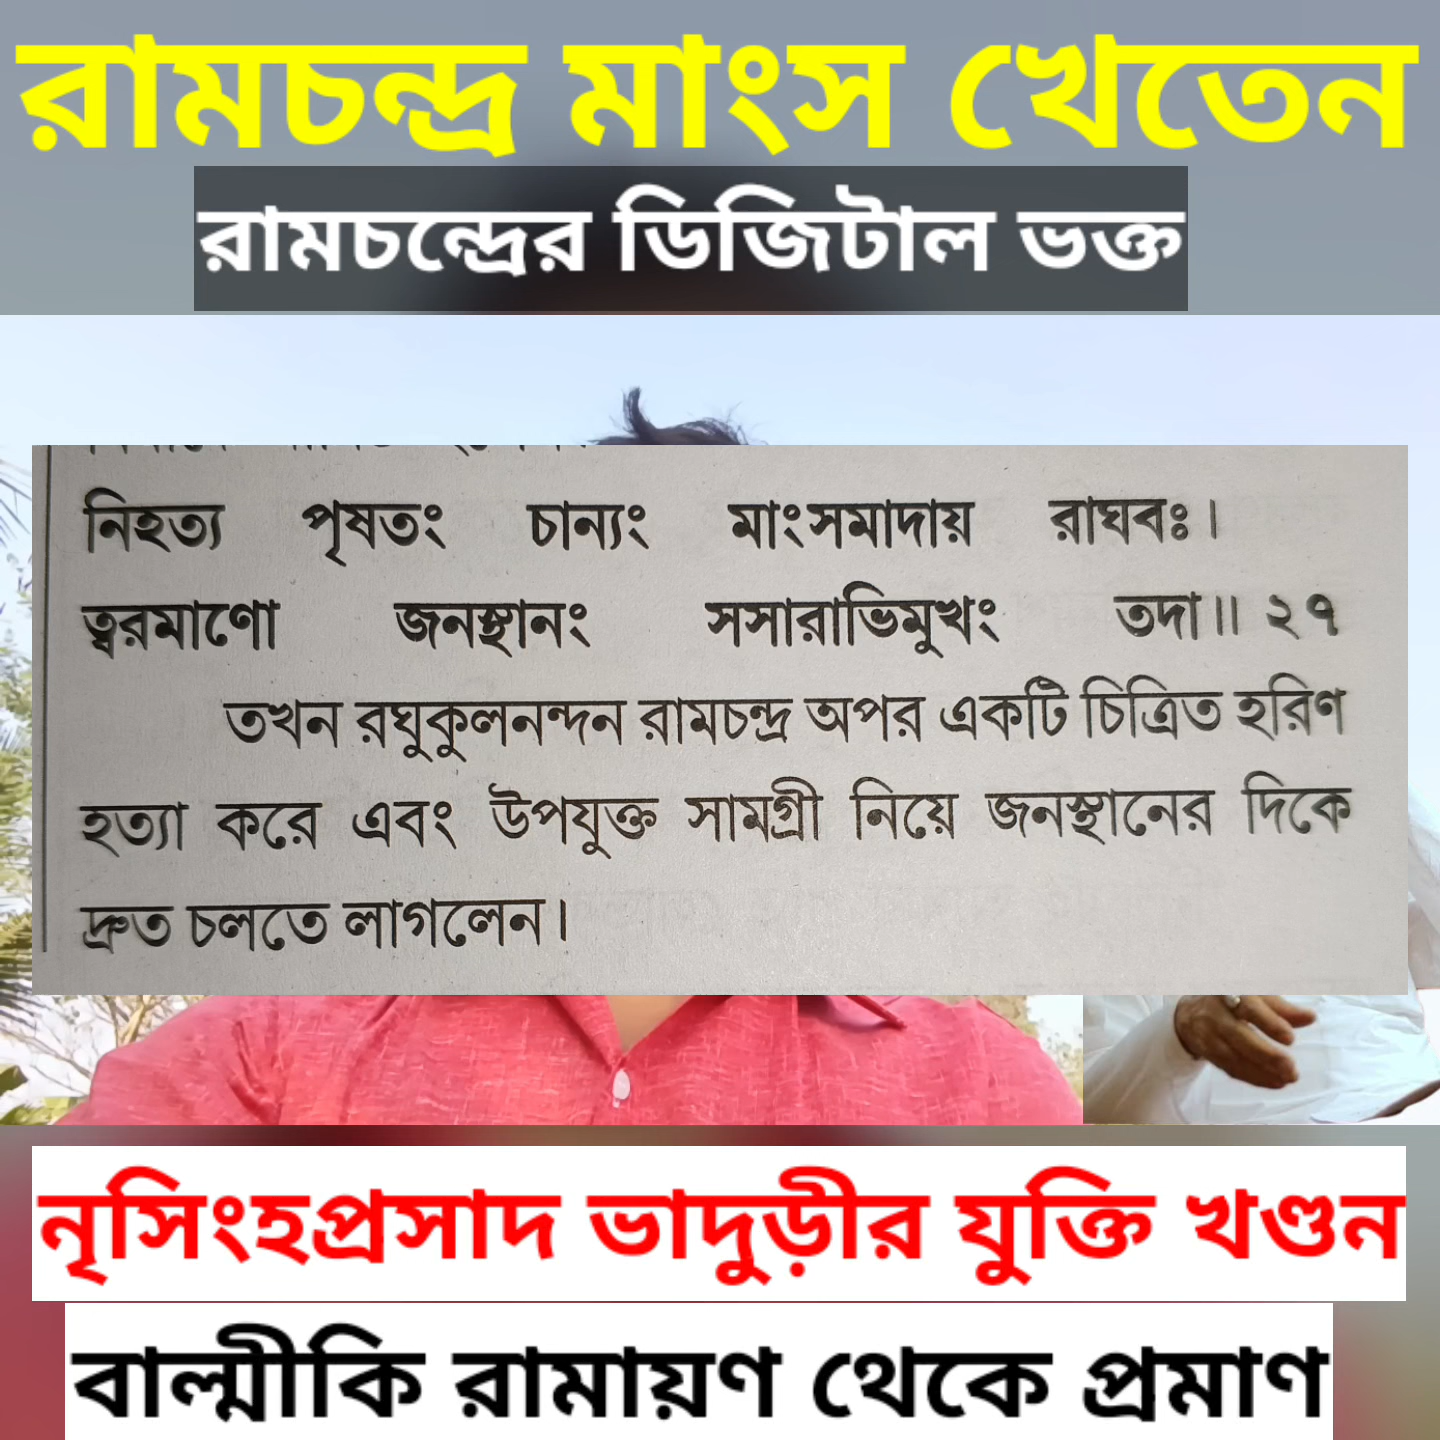 রামচন্দ্র মাংস খেতেন
রামচন্দ্রের ডিজিটাল ভক্ত
নিহত্য পৃষতং চান্যং মাংসমাদায় রাঘবঃ।
ত্বরমাণো জনস্থানং সসারাভিমুখং তদা॥ ২৭
তখন রঘুকুলনন্দন রামচন্দ্র অপর একটি চিত্রিত হরিণ
হত্যা করে এবং উপযুক্ত সামগ্রী নিয়ে জনস্থানের দিকে
দ্রুত চলতে লাগলেন।
নৃসিংহপ্রসাদ ভাদুড়ীর যুক্তি খণ্ডন
বাল্মীকি রামায়ণ থেকে প্রমাণ